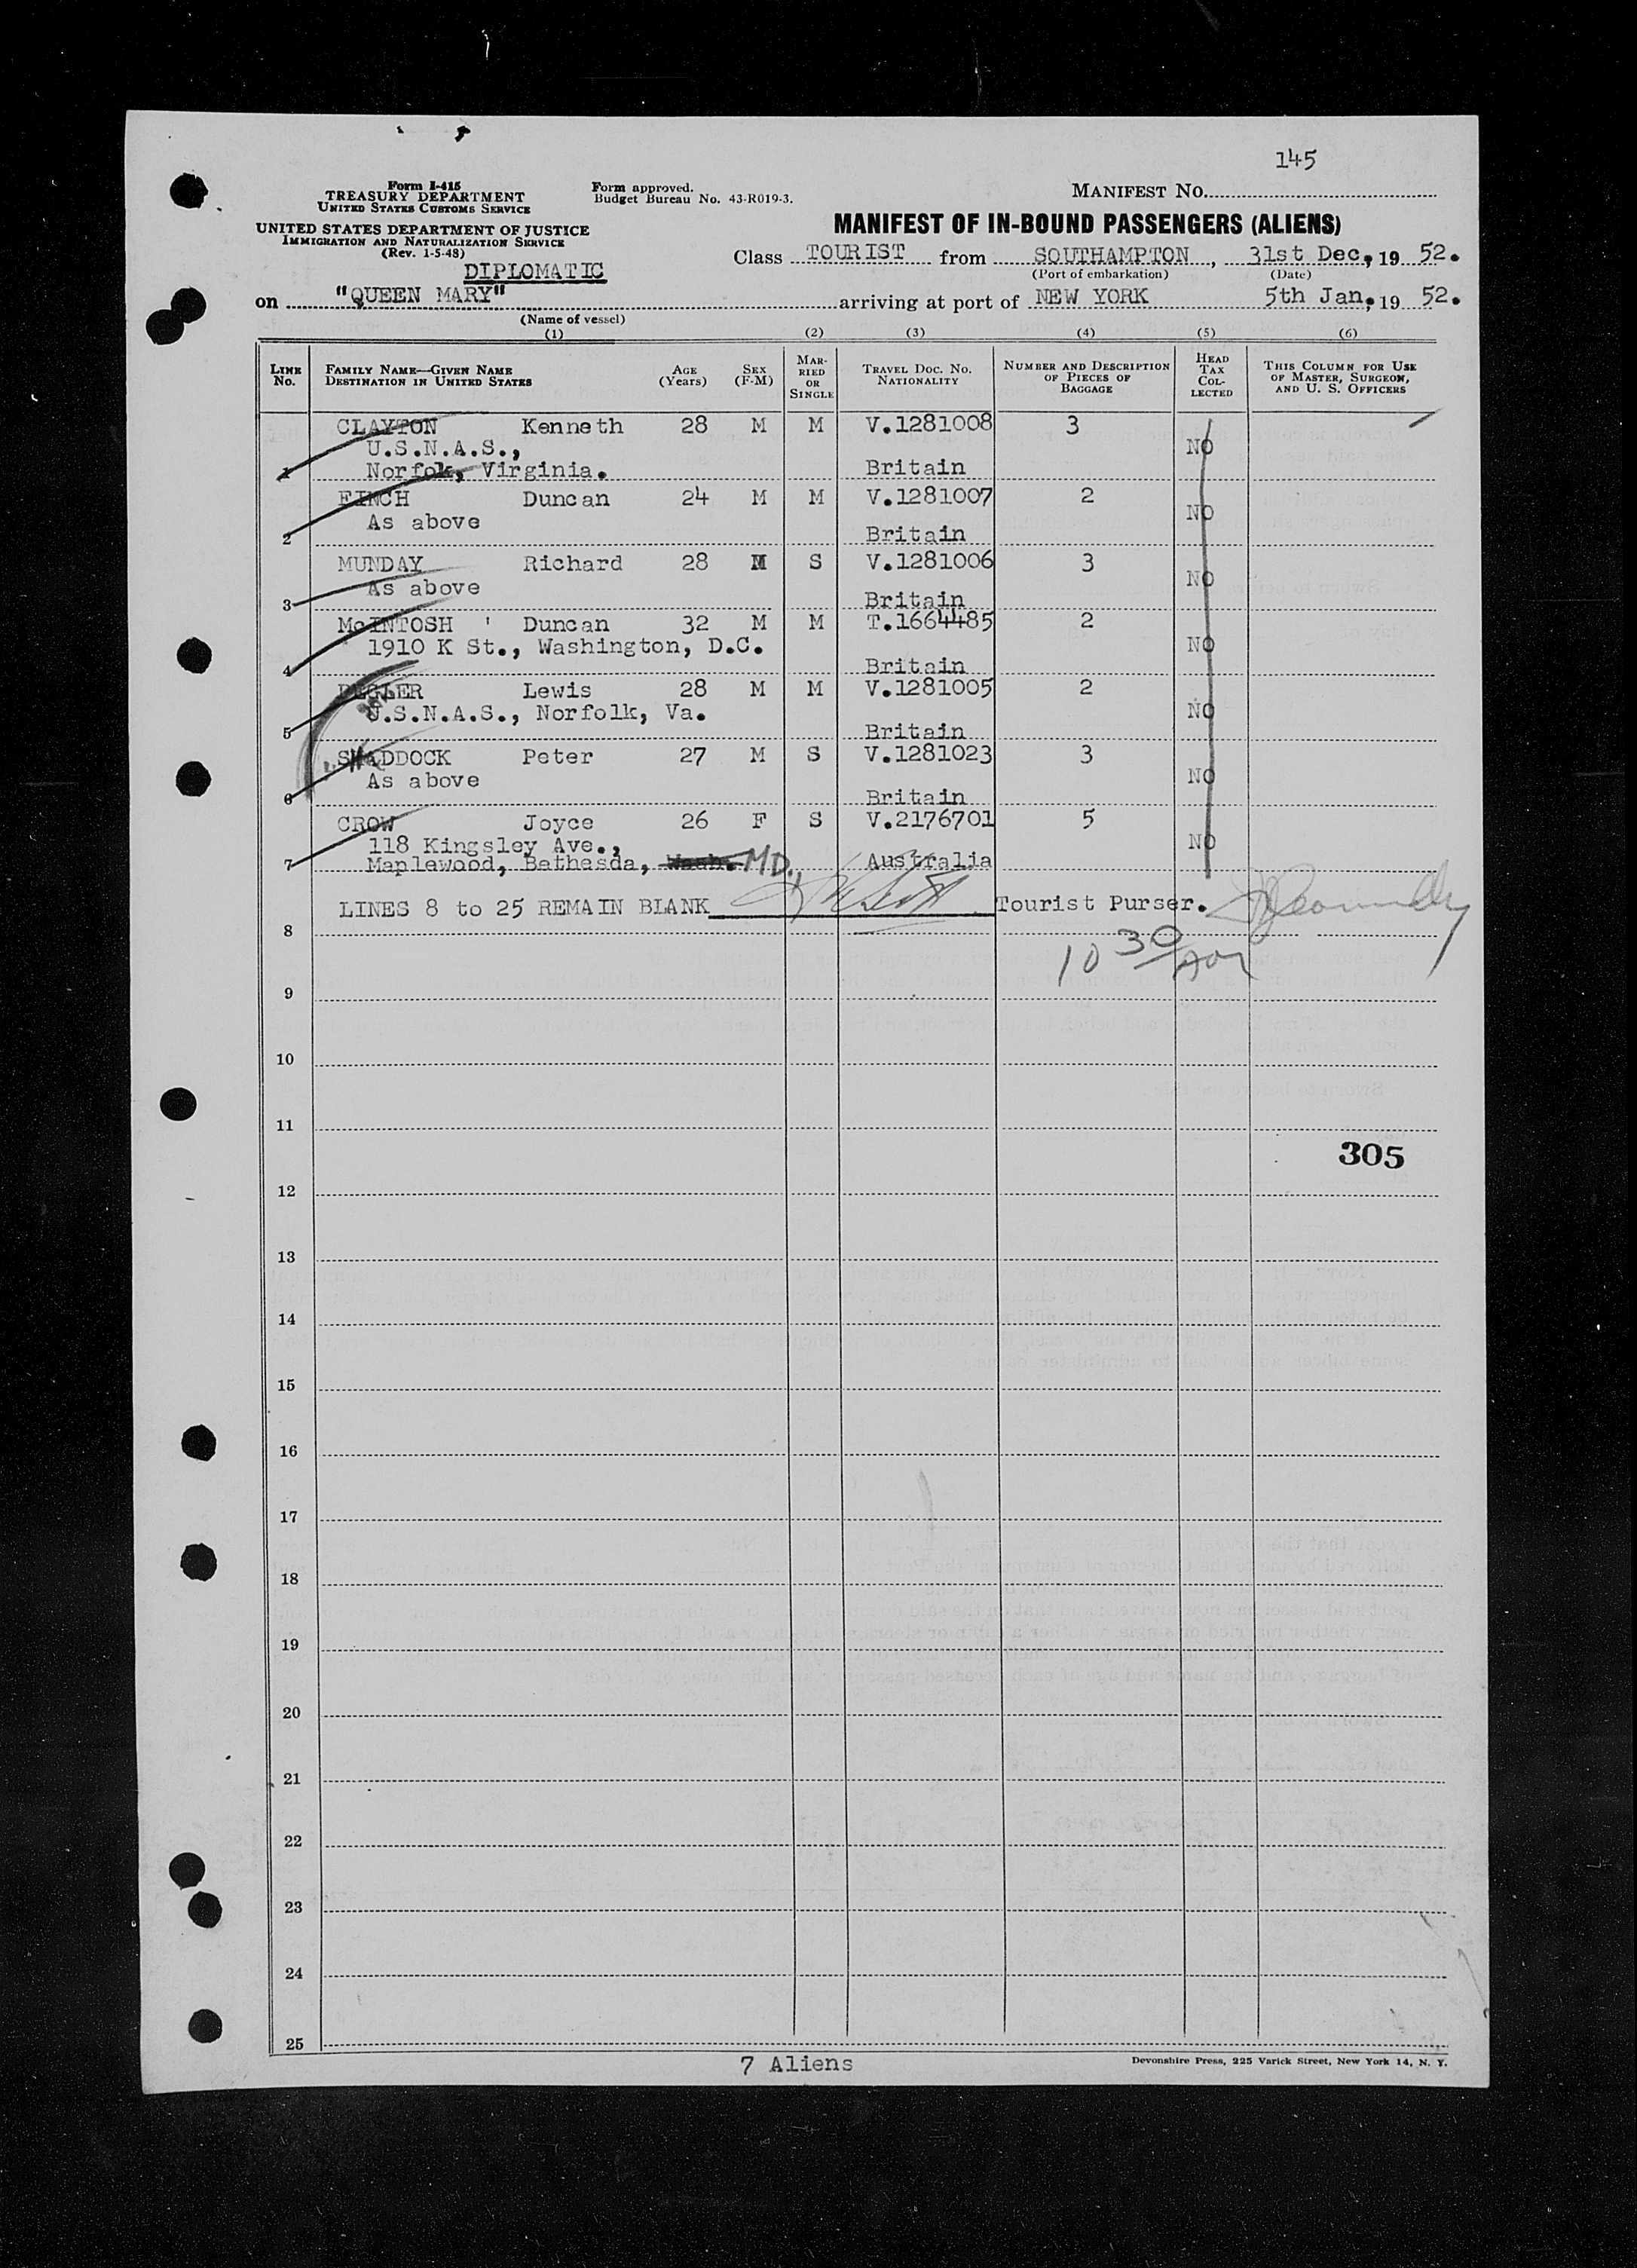 145
Form I-415
TREASURY DEPARTMENT
UNITED STATES CUSTOMS SERVICE
Form approved.
Budget Bureau No. 43-R019-3.
MANIFEST NO.
UNITED STATES DEPARTMENT OF JUSTICE
IMMIGRATION AND NATURALIZATION SERVICE
(Rev. 1-5-48)
MANIFEST OF IN-BOUND PASSENGERS (ALIENS)
Class TOURIST from SOUTHAMPTON, 31st Dec, 19 52.
(Port of embarkation) (Date)
DIPLOMATIC
on "QUEEN MARY" arriving at port of NEW YORK 5th Jan, 19 52.
(Name of vessel)
(1) (2) (3) (4) (5) (6)
LINE No. FAMILY NAME—GIVEN NAME DESTINATION IN UNITED STATES AGE (Years) SEX (F-M) MARRIED OR SINGLE TRAVEL DOC. NO. NATIONALITY NUMBER AND DESCRIPTION OF PIECES OF BAGGAGE HEAD TAX COLLECTED THIS COLUMN FOR USE OF MASTER, SURGEON, AND U. S. OFFICERS
CLAYTON Kenneth 28 M M V.1281008 3
U.S.N.A.S., NO
1 Norfok, Virginia. Britain
FINCH Duncan 24 M M V.1281007 2
As above NO
2 Britain
MUNDAY Richard 28 M S V.1281006 3
As above NO
3 Britain
McINTOSH ' Duncan 32 M M T.1664485 2
1910 K St., Washington, D.C. NO
4 Britain
Lewis 28 M M V.1281005 2
U.S.N.A.S., Norfolk, Va. NO
5 Britain
SHADDOCK Peter 27 M S V.1281023 3
As above NO
6 Britain
CROW Joyce 26 F S V.2176701 5
118 Kingsley Ave., NO
7 Maplewood, Bethesda, Wash. MD., Australia
LINES 8 to 25 REMAIN BLANK Tourist Purser.
8
10 30
9
10
11
305
12
13
14
15
16
17
18
19
20
21
22
23
24
25
7 Aliens
Devonshire Press, 225 Varick Street, New York 14, N. Y.